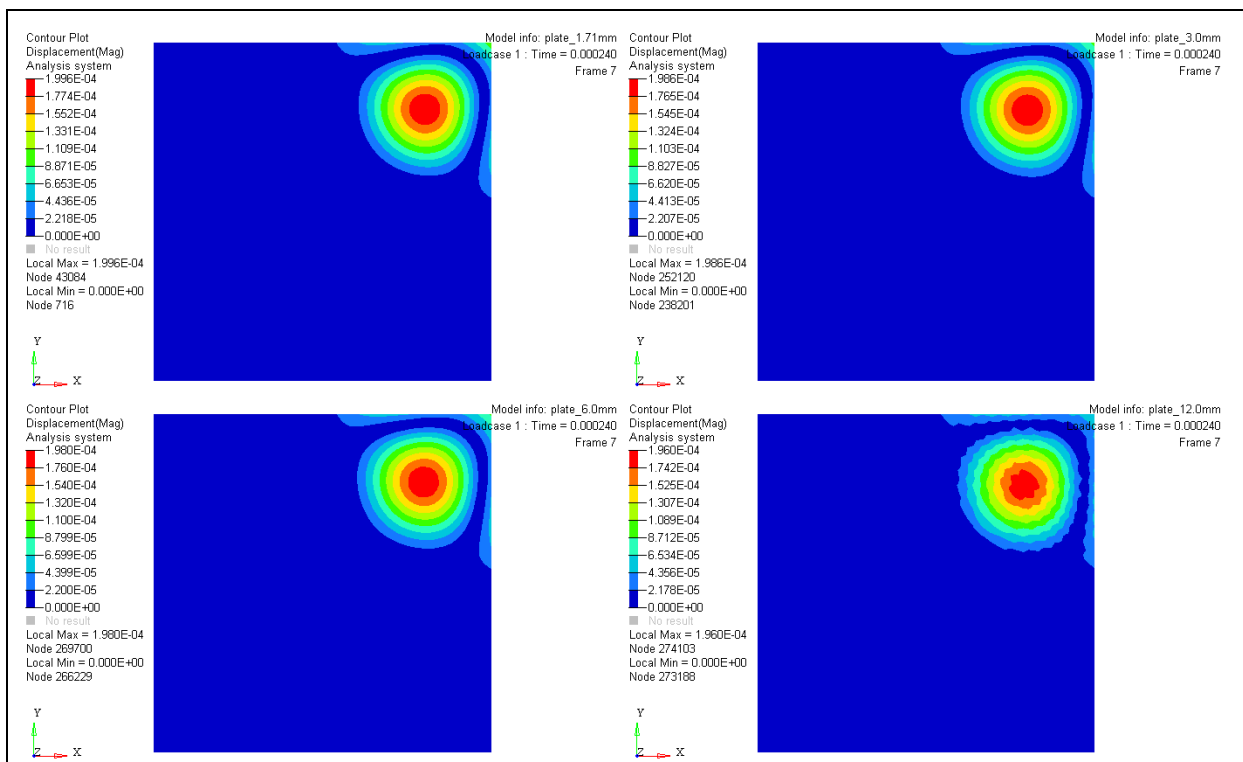 Contour Plot
Displacement(Mag)
Analysis system
1.996E-04
1.774E-04
1.552E-04
1.331E-04
1.109E-04
8.871E-05
6.653E-05
4.436E-05
2.218E-05
0.000E+00
No result
Local Max = 1.996E-04
Node 43084
Local Min = 0.000E+00
Node 716
Model info: plate_1.71mm
Loadcase 1 : Time = 0.000240
Frame 7
Y
Z X
Contour Plot
Displacement(Mag)
Analysis system
1.986E-04
1.765E-04
1.545E-04
1.324E-04
1.103E-04
8.827E-05
6.620E-05
4.413E-05
2.207E-05
0.000E+00
No result
Local Max = 1.986E-04
Node 252120
Local Min = 0.000E+00
Node 238201
Model info: plate_3.0mm
Loadcase 1 : Time = 0.000240
Frame 7
Y
Z X
Contour Plot
Displacement(Mag)
Analysis system
1.980E-04
1.760E-04
1.540E-04
1.320E-04
1.100E-04
8.799E-05
6.599E-05
4.399E-05
2.200E-05
0.000E+00
No result
Local Max = 1.980E-04
Node 269700
Local Min = 0.000E+00
Node 266229
Model info: plate_6.0mm
Loadcase 1 : Time = 0.000240
Frame 7
Y
Z X
Contour Plot
Displacement(Mag)
Analysis system
1.960E-04
1.742E-04
1.525E-04
1.307E-04
1.089E-04
8.712E-05
6.534E-05
4.356E-05
2.178E-05
0.000E+00
No result
Local Max = 1.960E-04
Node 274103
Local Min = 0.000E+00
Node 273188
Model info: plate_12.0mm
Loadcase 1 : Time = 0.000240
Frame 7
Y
Z X